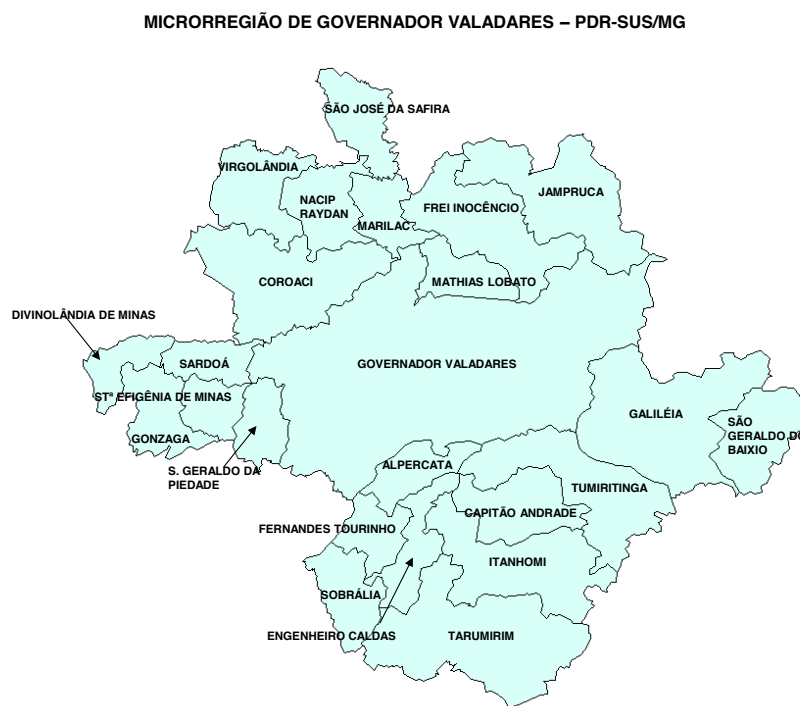 MICRORREGIÃO DE GOVERNADOR VALADARES – PDR-SUS/MG
SÃO JOSÉ DA SAFIRA
VIRGOLÂNDIA
JAMPRUCA
NACIP
RAYDAN
FREI INOCÊNCIO
MARILAC
COROACI
MATHIAS LOBATO
DIVINOLÂNDIA DE MINAS
SARDOÁ
GOVERNADOR VALADARES
STª EFIGÊNIA DE MINAS
GALILÉIA
SÃO
GERALDO DO
BAIXIO
GONZAGA
S. GERALDO DA
PIEDADE
ALPERCATA
TUMIRITINGA
CAPITÃO ANDRADE
FERNANDES TOURINHO
ITANHOMI
SOBRÁLIA
ENGENHEIRO CALDAS
TARUMIRIM